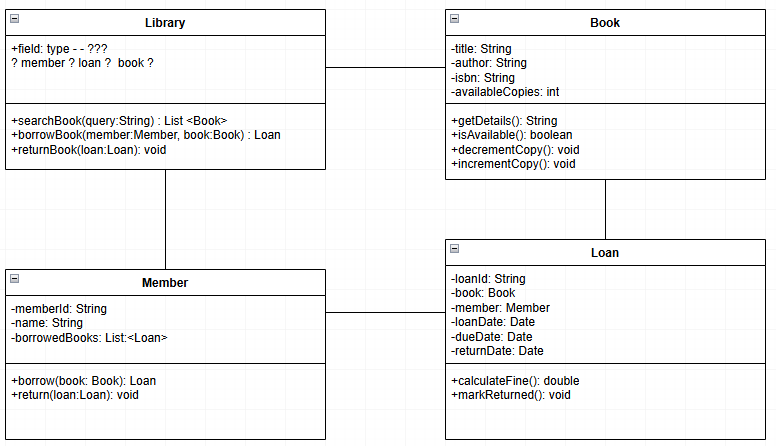 Library
+field: type - - ???
? member ? loan ? book ?
+searchBook(query:String) : List <Book>
+borrowBook(member:Member, book:Book) : Loan
+returnBook(loan:Loan): void
Book
-title: String
-author: String
-isbn: String
-availableCopies: int
+getDetails(): String
+isAvailable(): boolean
+decrementCopy(): void
+incrementCopy(): void
Member
-memberId: String
-name: String
-borrowedBooks: List:<Loan>
+borrow(book: Book): Loan
+return(loan:Loan): void
Loan
-loanId: String
-book: Book
-member: Member
-loanDate: Date
-dueDate: Date
-returnDate: Date
+calculateFine(): double
+markReturned(): void